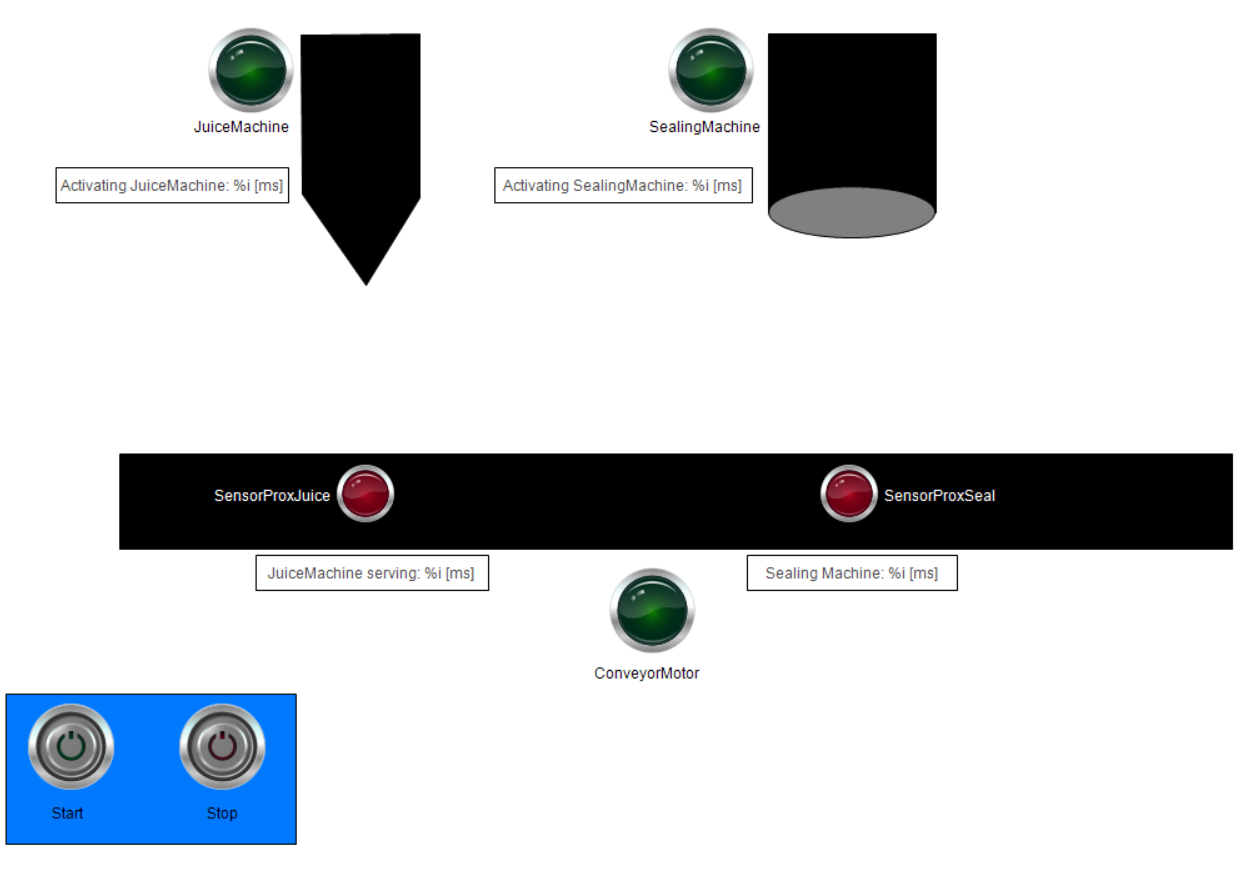 JuiceMachine
SealingMachine
Activating JuiceMachine: %i [ms]
Activating SealingMachine: %i [ms]
SensorProxJuice
SensorProxSeal
JuiceMachine serving: %i [ms]
Sealing Machine: %i [ms]
ConveyorMotor
Start
Stop